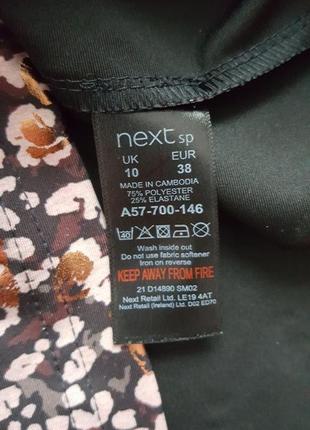 next sp
UK EUR
10 38
MADE IN CAMBODIA
75% POLYESTER
25% ELASTANE
A57-700-146
40
Wash inside out
Do not use fabric softener
Iron on reverse
KEEP AWAY FROM FIRE
21 D14890 SM02
Next Retail Ltd. LE19 4AT
Next Retail (Ireland) Ltd. D02 ED70